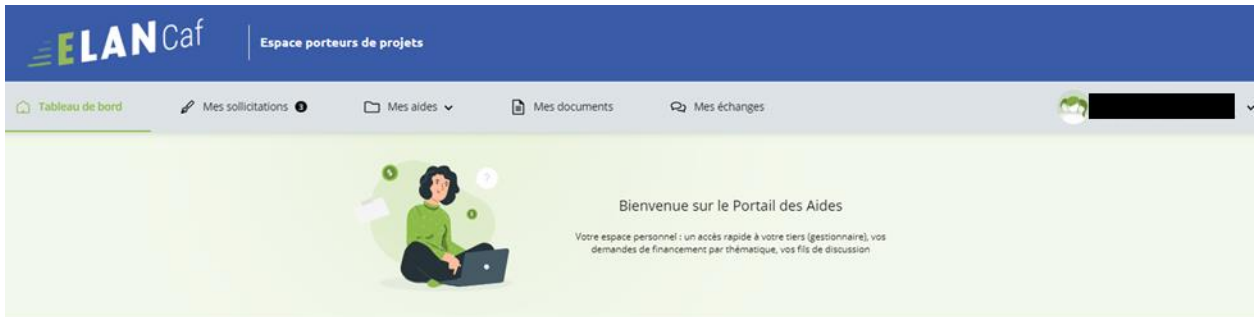 ELAN Caf
Espace porteurs de projets
Tableau de bord
Mes sollicitations 3
Mes aides
Mes documents
Mes échanges
?
Bienvenue sur le Portail des Aides
Votre espace personnel : un accès rapide à votre tiers (gestionnaire), vos
demandes de financement par thématique, vos fils de discussion